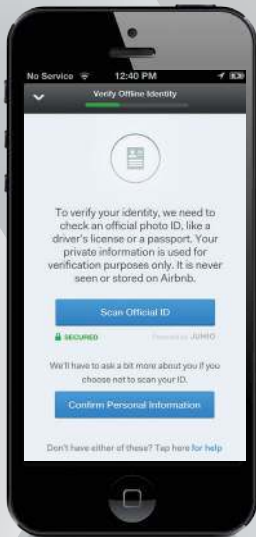 No Service 12:40 PM
Verify Offline Identity
To verify your identity, we need to
check an official photo ID, like a
driver's license or a passport. Your
private information is used for
verification purposes only. It is never
seen or stored on Airbnb.
Scan Official ID
SECURED Powered by JUMIO
We'll have to ask a bit more about you if you
choose not to scan your ID.
Confirm Personal Information
Don't have either of these? Tap here for help